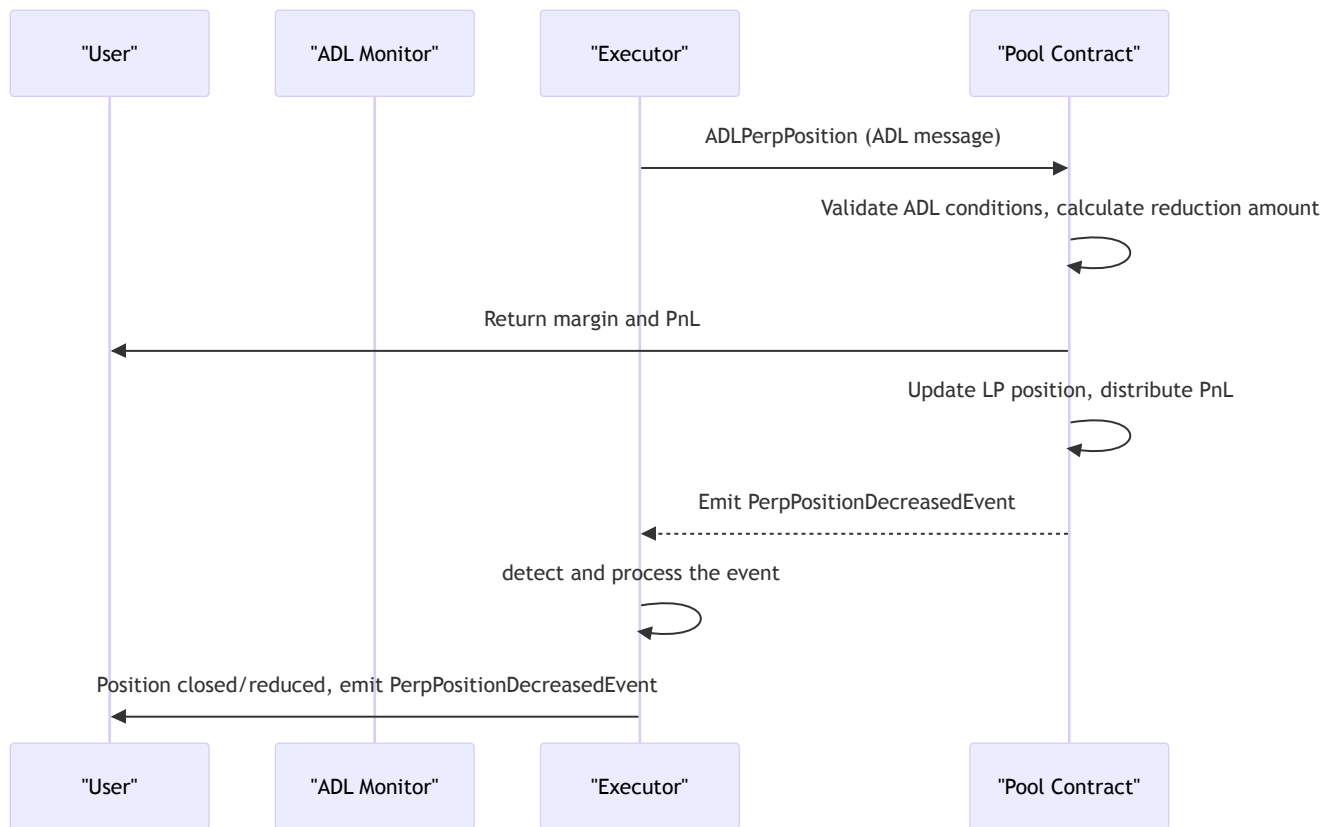 "User"
"ADL Monitor"
"Executor"
"Pool Contract"
ADLPerpPosition (ADL message)
Validate ADL conditions, calculate reduction amount
Return margin and PnL
Update LP position, distribute PnL
Emit PerpPositionDecreasedEvent
detect and process the event
Position closed/reduced, emit PerpPositionDecreasedEvent
"User"
"ADL Monitor"
"Executor"
"Pool Contract"